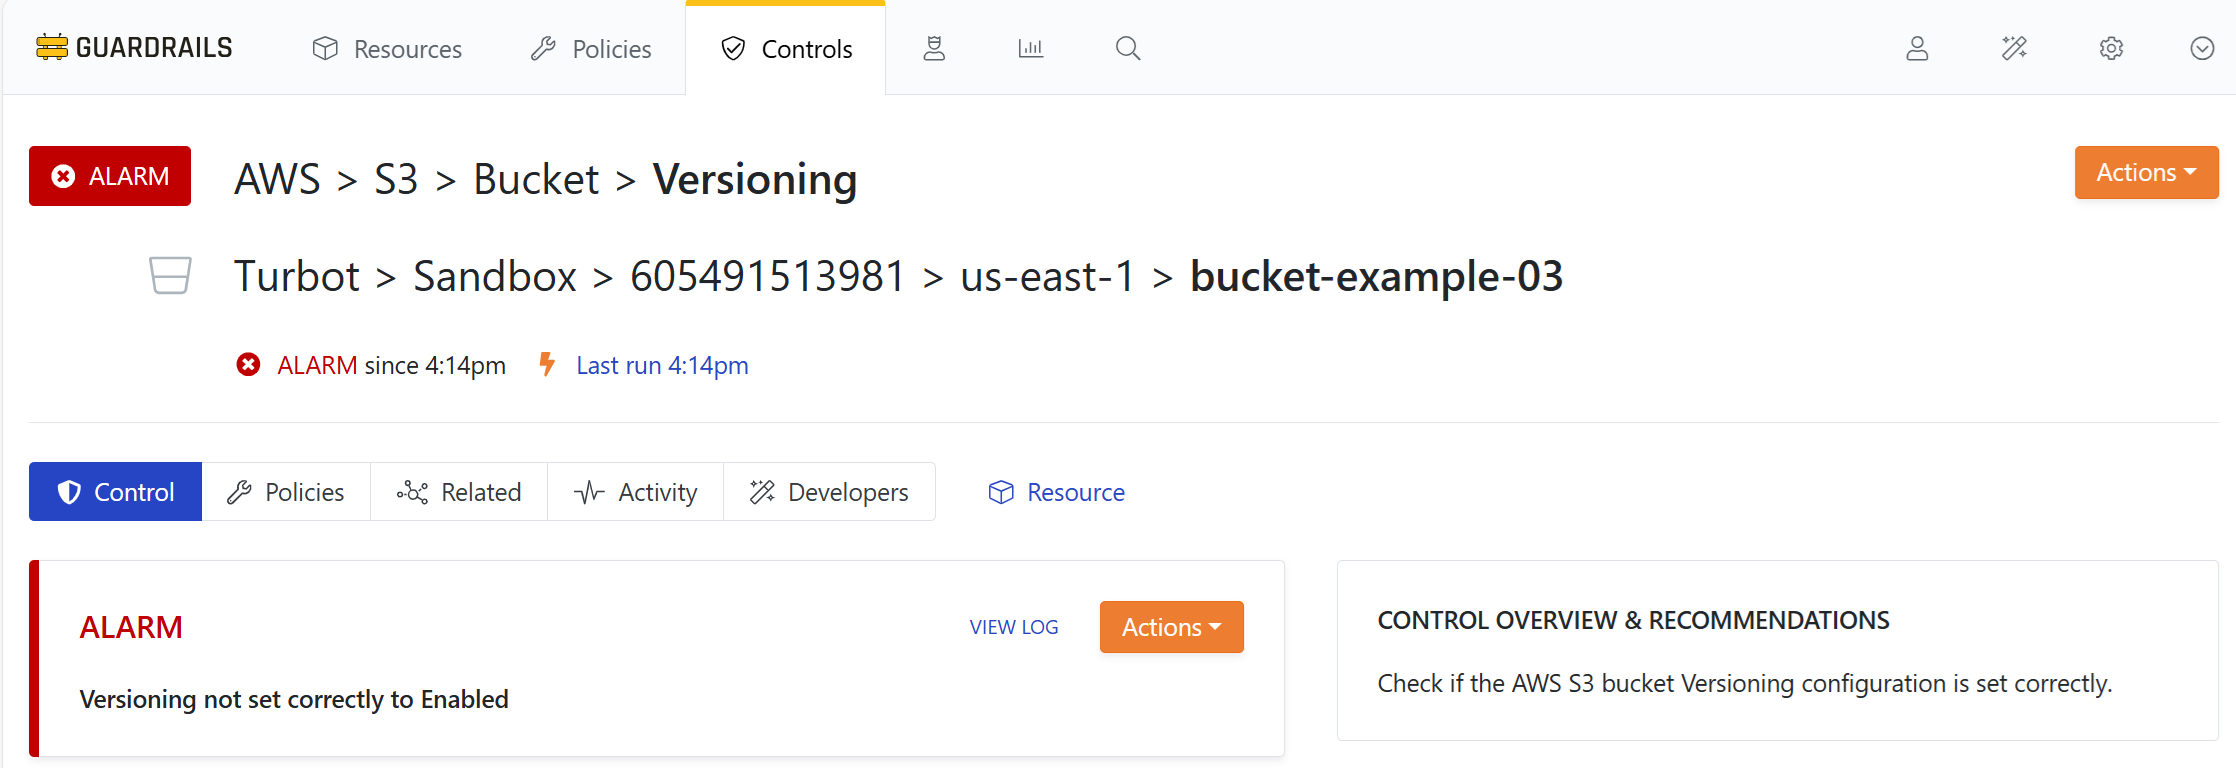 GUARDRAILS Resources Policies Controls
ALARM AWS > S3 > Bucket > Versioning Actions
Turbot > Sandbox > 605491513981 > us-east-1 > bucket-example-03
ALARM since 4:14pm Last run 4:14pm
Control Policies Related Activity Developers Resource
ALARM VIEW LOG Actions
Versioning not set correctly to Enabled
CONTROL OVERVIEW & RECOMMENDATIONS
Check if the AWS S3 bucket Versioning configuration is set correctly.